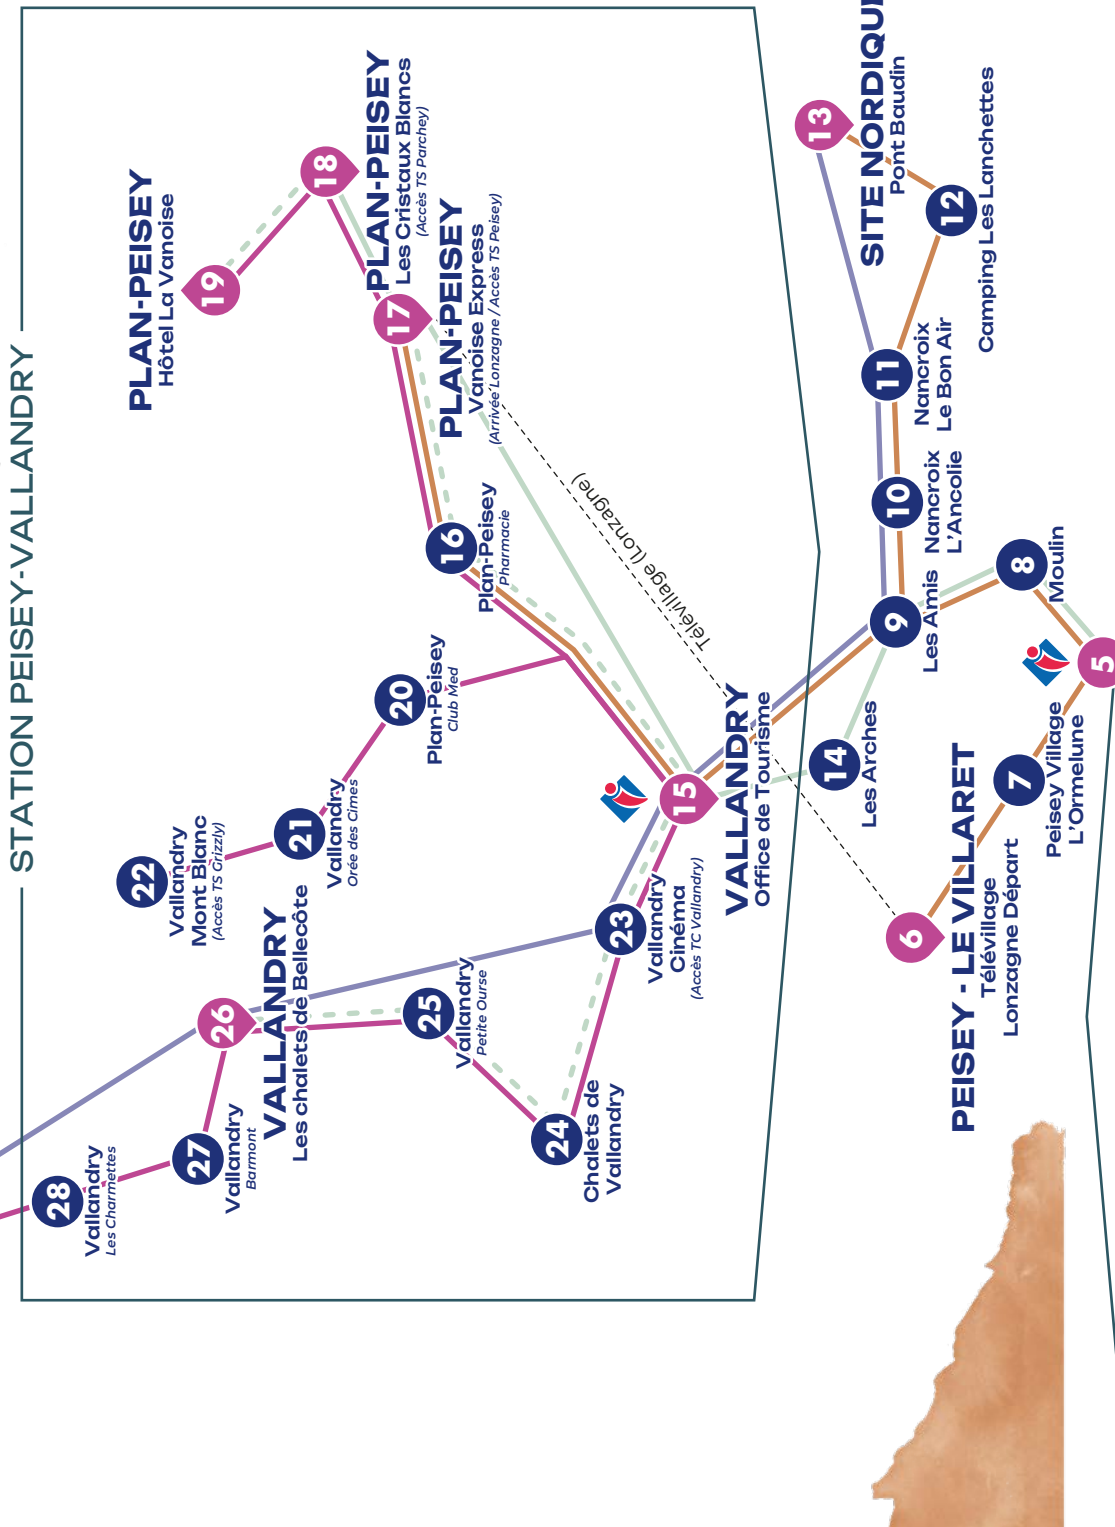 STATION PEISEY-VALLANDRY
28
Vallandry
Les Charmettes
27
Vallandry
Barmont
26
VALLANDRY
Les chalets de Bellecôte
22
Vallandry
Mont Blanc
(Accès TS Grizzly)
21
Vallandry
Orée des Cimes
20
Plan-Peisey
Club Med
19
PLAN-PEISEY
Hôtel La Vanoise
18
PLAN-PEISEY
Les Cristaux Blancs
(Accès TS Parchey)
17
PLAN-PEISEY
Vanoise Express
(Arrivée Lonzagne / Accès TS Peisey)
16
Plan-Peisey
Pharmacie
25
Vallandry
Petite Ourse
24
Chalets de
Vallandry
23
Vallandry
Cinéma
(Accès TC Vallandry)
15
VALLANDRY
Office de Tourisme
Télévillage (Lonzagne)
14
Les Arches
13
SITE NORDIQU
Pont Baudin
12
Camping Les Lanchettes
11
Nancroix
Le Bon Air
10
Nancroix
L'Ancolie
9
Les Amis
8
Moulin
7
Peisey Village
L'Ormelune
6
PEISEY - LE VILLARET
Télévillage
Lonzagne Départ
5